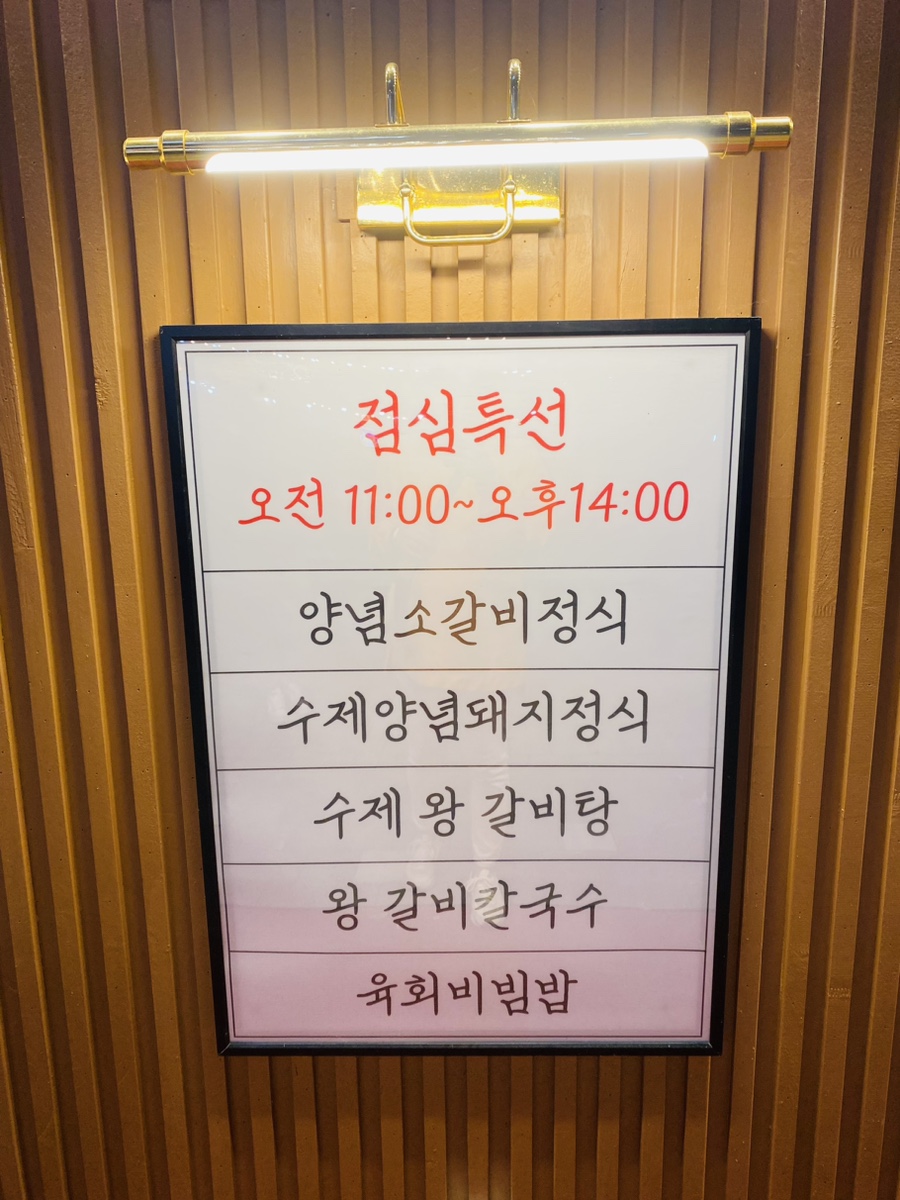 점심특선
오전 11:00~오후14:00
양념소갈비정식
수제양념돼지정식
수제 왕 갈비탕
왕 갈비칼국수
육회비빔밥